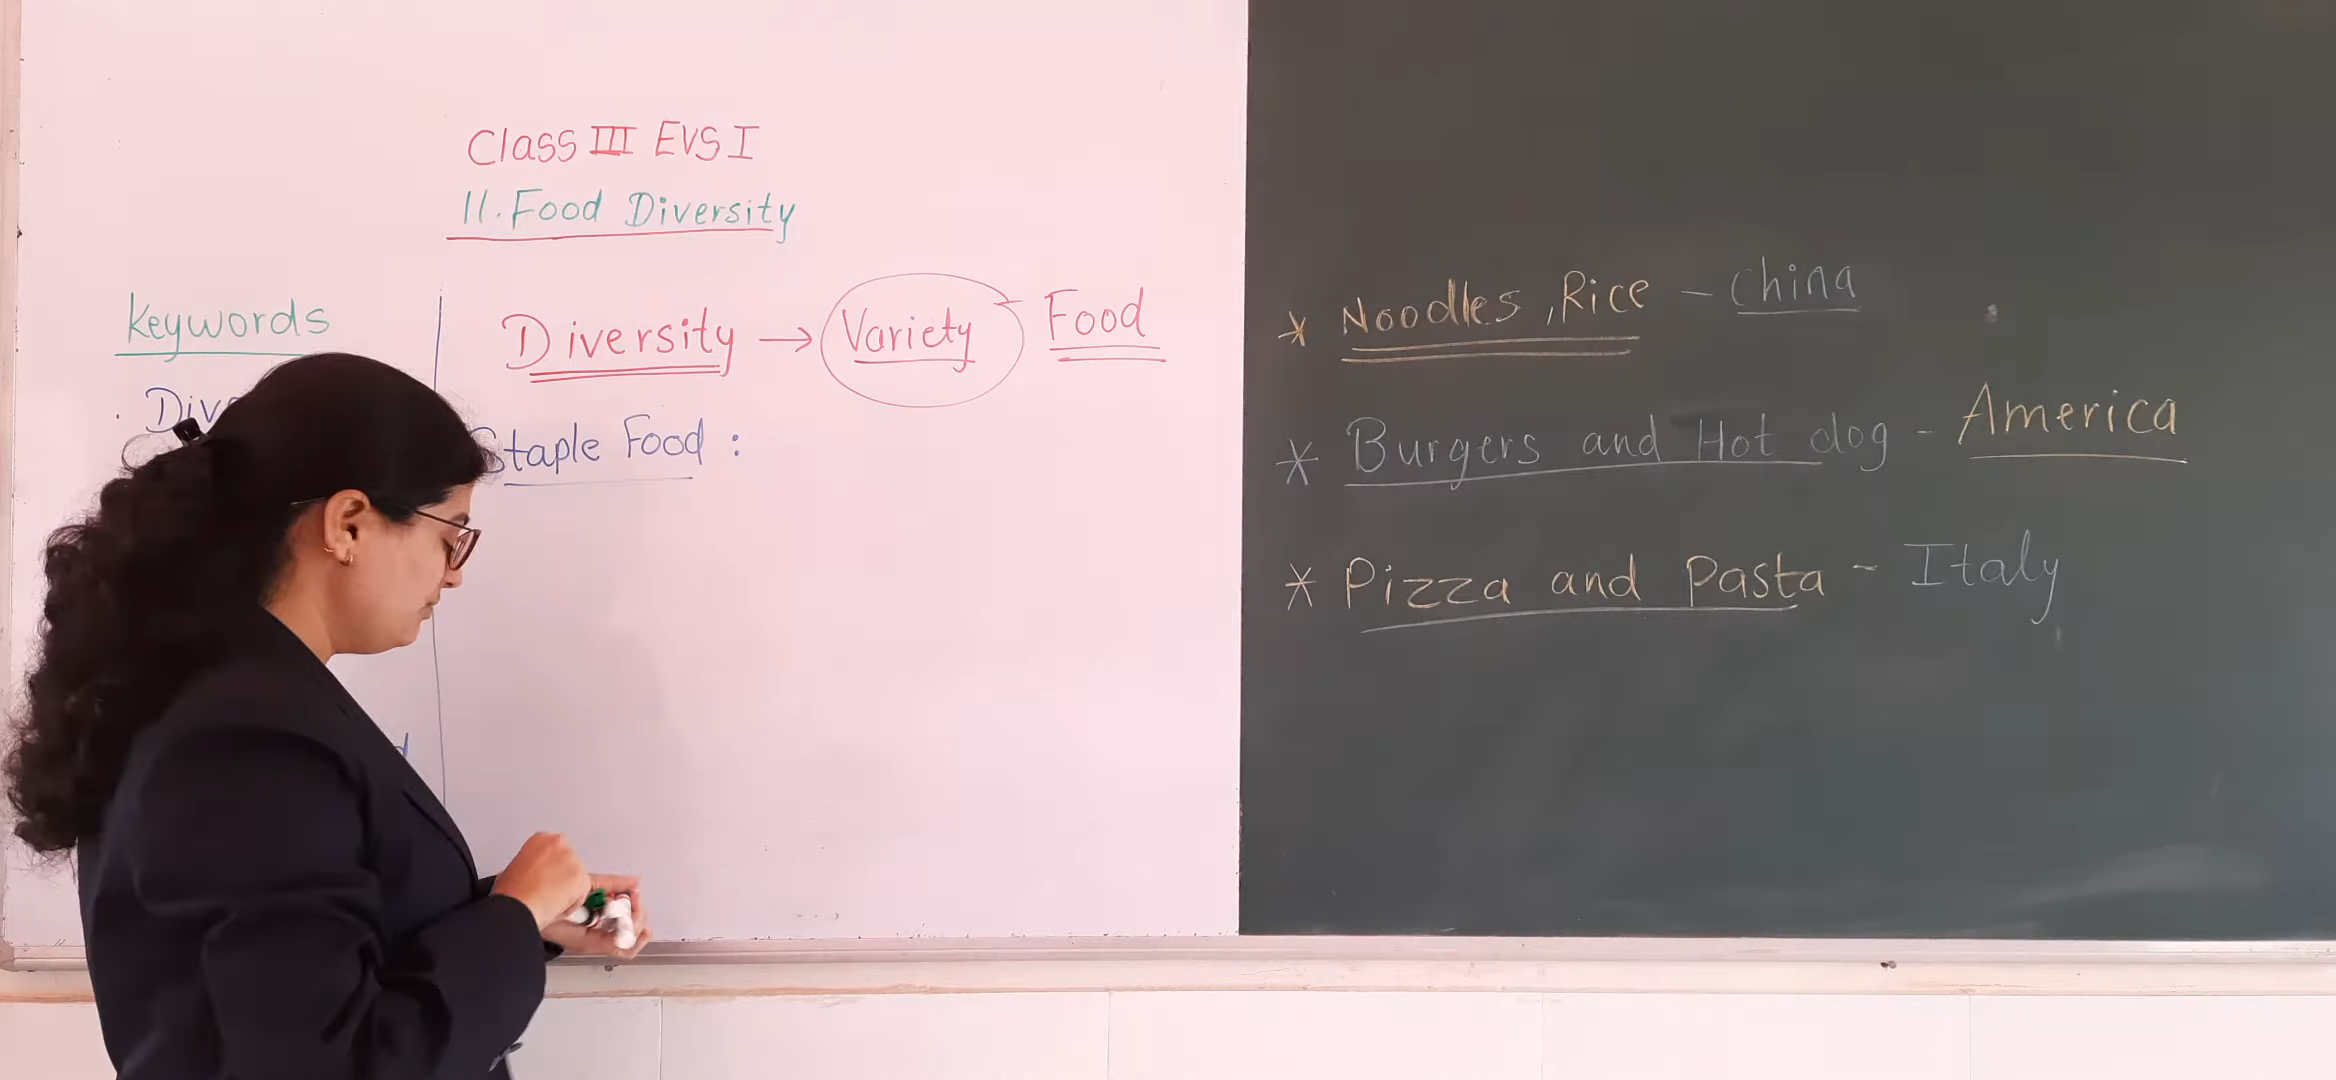 Class III EVS I
11. Food Diversity
Keywords
Diversity → Variety Food
Staple Food :
* Noodles, Rice - China
* Burgers and Hot dog - America
* Pizza and Pasta - Italy